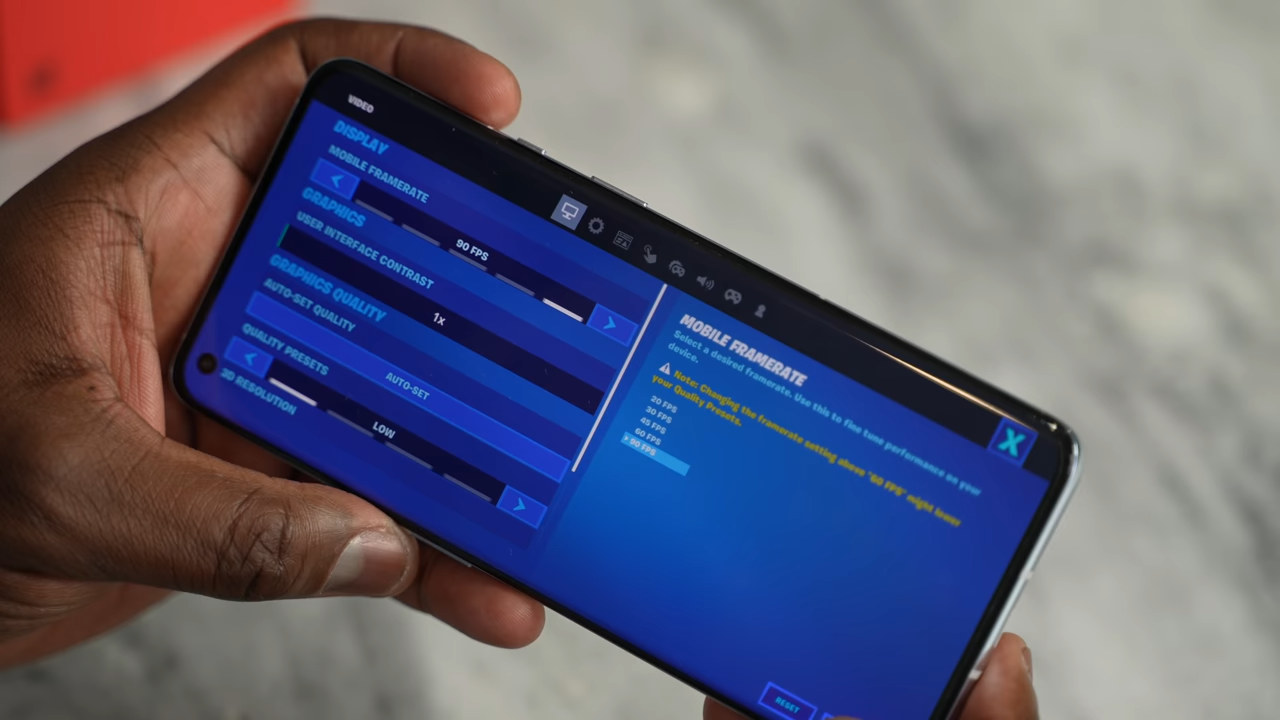 VIDEO
DISPLAY
MOBILE FRAMERATE
90 FPS
GRAPHICS
USER INTERFACE CONTRAST
1x
GRAPHICS QUALITY
AUTO-SET QUALITY
AUTO-SET
QUALITY PRESETS
LOW
3D RESOLUTION
MOBILE FRAMERATE
Select a desired framerate. Use this to fine tune performance on your
device.
Note: Changing the framerate setting above '60 FPS' might lower
your Quality Presets.
20 FPS
30 FPS
45 FPS
60 FPS
> 90 FPS
X
RESET